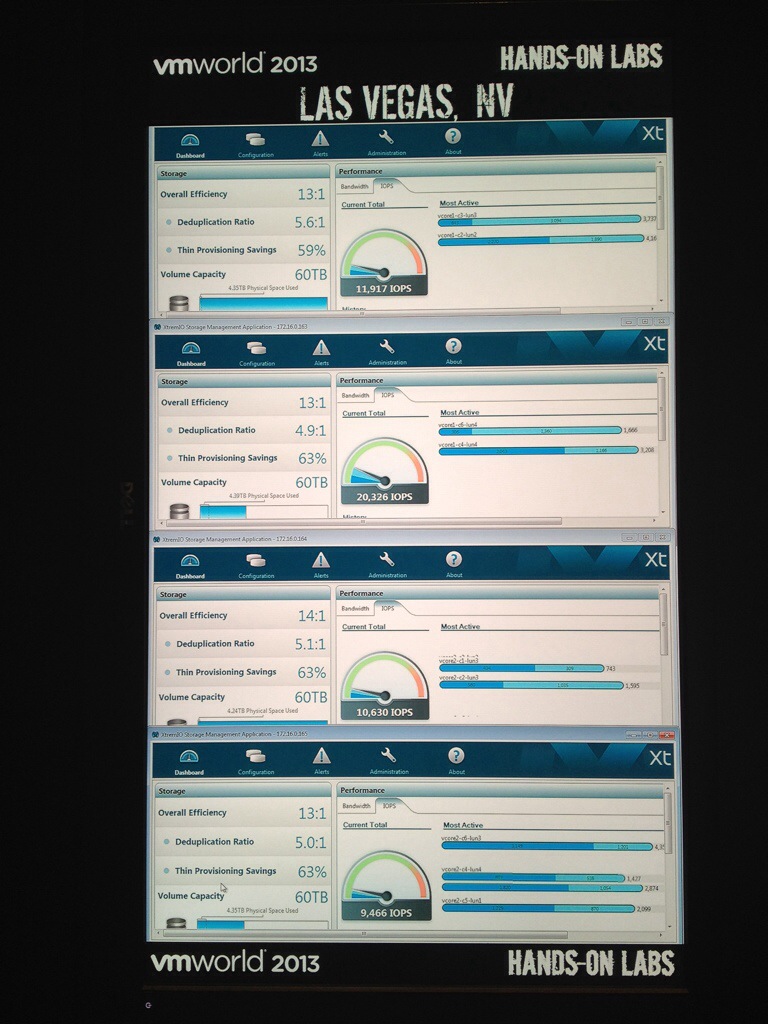 vmworld 2013
HANDS-ON LABS
LAS VEGAS, NV
Dashboard Configuration Alerts Administration About
Xt
Storage
Overall Efficiency 13:1
Deduplication Ratio 5.6:1
Thin Provisioning Savings 59%
Volume Capacity 60TB
4.35TB Physical Space Used
Performance
Bandwidth IOPS
Current Total
11,917 IOPS
History
Most Active
vcore1-c3-lun3
vcore1-c2-lun2
XtremIO Storage Management Application - 172.16.0.163
Dashboard Configuration Alerts Administration About
Xt
Storage
Overall Efficiency 13:1
Deduplication Ratio 4.9:1
Thin Provisioning Savings 63%
Volume Capacity 60TB
4.39TB Physical Space Used
Performance
Bandwidth IOPS
Current Total
20,326 IOPS
History
Most Active
vcore1-c6-lun4
1,666
vcore1-c4-lun4
3,208
XtremIO Storage Management Application - 172.16.0.164
Dashboard Configuration Alerts Administration About
Xt
Storage
Overall Efficiency 14:1
Deduplication Ratio 5.1:1
Thin Provisioning Savings 63%
Volume Capacity 60TB
4.24TB Physical Space Used
Performance
Bandwidth IOPS
Current Total
10,630 IOPS
Most Active
vcore2-c1-lun3
743
vcore2-c2-lun3
1,595
XtremIO Storage Management Application - 172.16.0.165
Dashboard Configuration Alerts Administration About
Xt
Storage
Overall Efficiency 13:1
Deduplication Ratio 5.0:1
Thin Provisioning Savings 63%
Volume Capacity 60TB
4.35TB Physical Space Used
Performance
Bandwidth IOPS
Current Total
9,466 IOPS
Most Active
vcore2-c6-lun3
vcore2-c4-lun4
1,427
2,874
vcore2-c5-lun1
2,099
vmworld 2013
HANDS-ON LABS